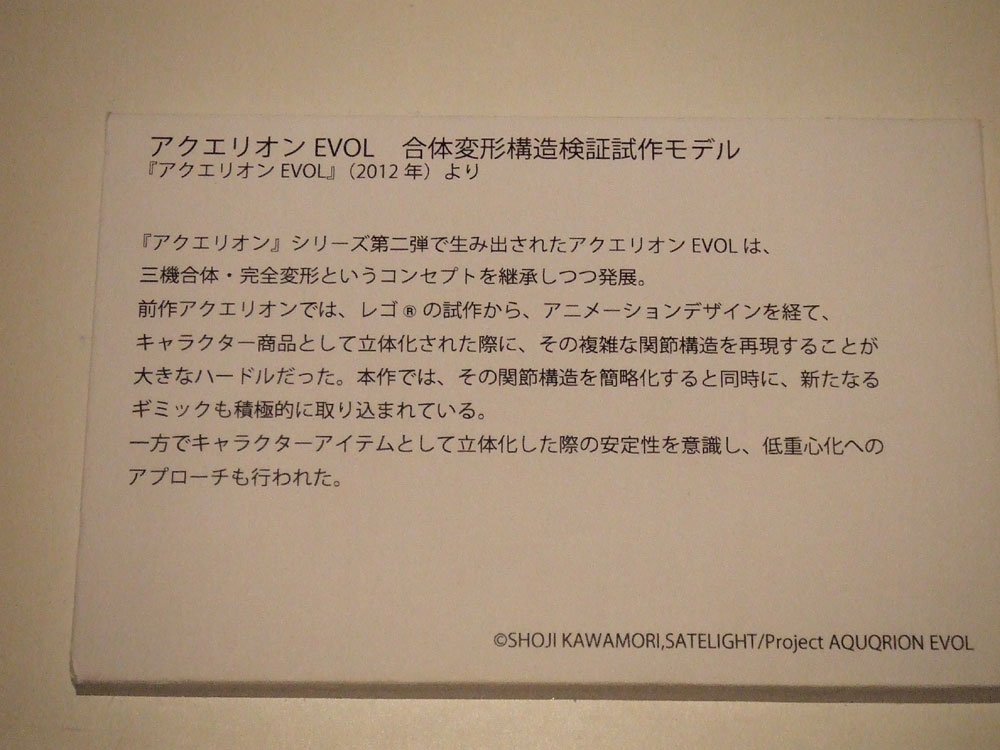 アクエリオン EVOL　合体変形構造検証試作モデル
『アクエリオン EVOL』（2012 年）より
『アクエリオン』シリーズ第二弾で生み出されたアクエリオン EVOL は、
三機合体・完全変形というコンセプトを継承しつつ発展。
前作アクエリオンでは、レゴ ® の試作から、アニメーションデザインを経て、
キャラクター商品として立体化された際に、その複雑な関節構造を再現することが
大きなハードルだった。本作では、その関節構造を簡略化すると同時に、新たなる
ギミックも積極的に取り込まれている。
一方でキャラクターアイテムとして立体化した際の安定性を意識し、低重心化への
アプローチも行われた。
©SHOJI KAWAMORI,SATELIGHT/Project AQUQRION EVOL